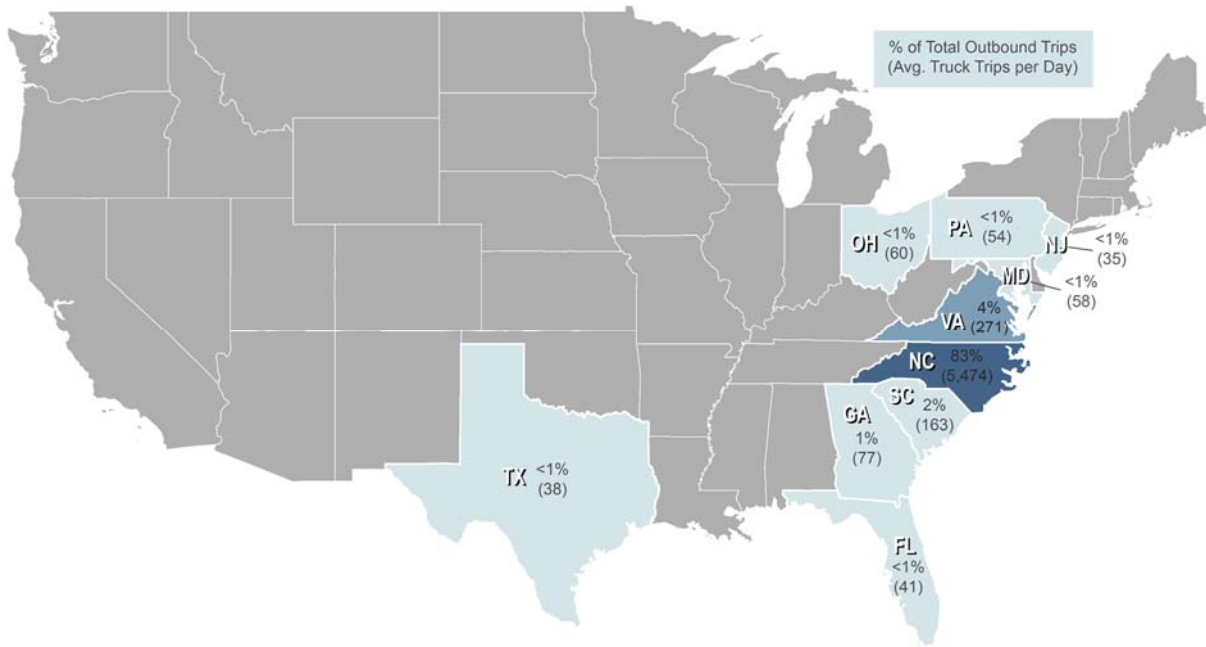 % of Total Outbound Trips
(Avg. Truck Trips per Day)
OH <1%
(60)
PA <1%
(54)
NJ <1%
(35)
MD <1%
(58)
VA 4%
(271)
NC 83%
(5,474)
SC 2%
(163)
GA
1%
(77)
TX <1%
(38)
FL
<1%
(41)